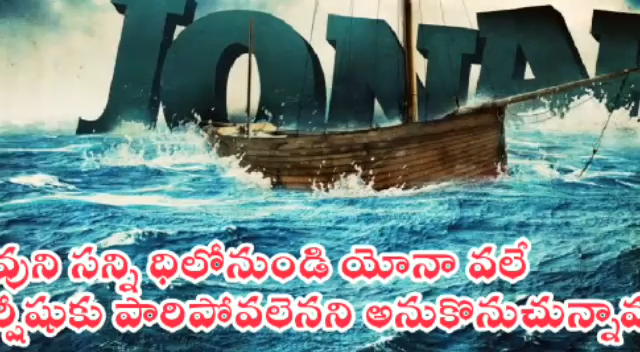 JONAH
వుని సన్ని ధిలోనుండి యోనా వలే
ర్షీషుకు పారిపోవలెనని అనుకొనుచున్నావ